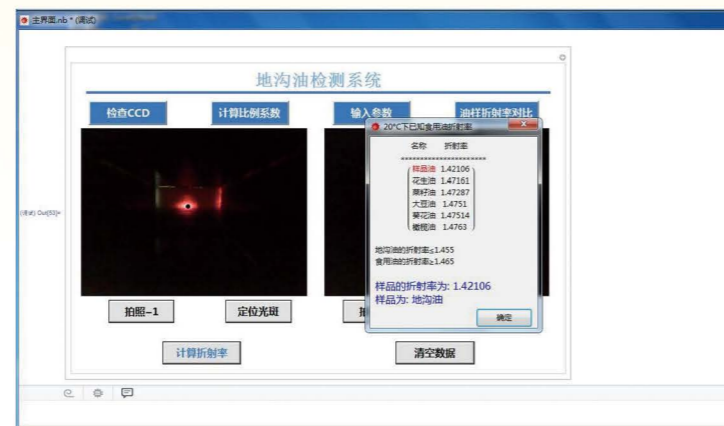 主界面.nb * (调试)
地沟油检测系统
检查CCD 计算比例系数 输入参数 油样折射率对比
20℃下已知食用油折射率
名称 折射率
======================
样品油 1.42106
花生油 1.47161
菜籽油 1.47287
大豆油 1.4751
葵花油 1.47514
橄榄油 1.4763
(调试) Out[53]=
地沟油的折射率≤1.455
食用油的折射率≥1.465
样品的折射率为: 1.42106
样品为: 地沟油
确定
拍照-1 定位光斑
计算折射率 清空数据